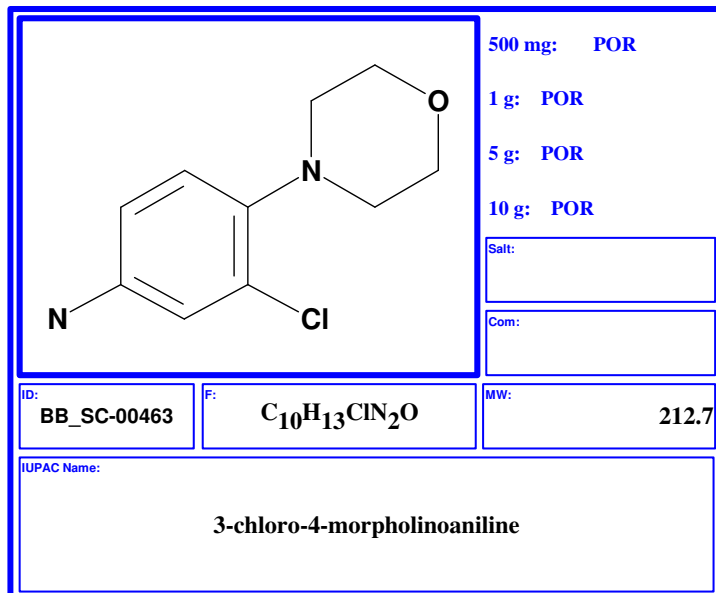 O
N
N
Cl
500 mg: POR
1 g: POR
5 g: POR
10 g: POR
Salt:
Com:
ID:
BB_SC-00463
F:
C10H13ClN2O
MW:
212.7
IUPAC Name:
3-chloro-4-morpholinoaniline